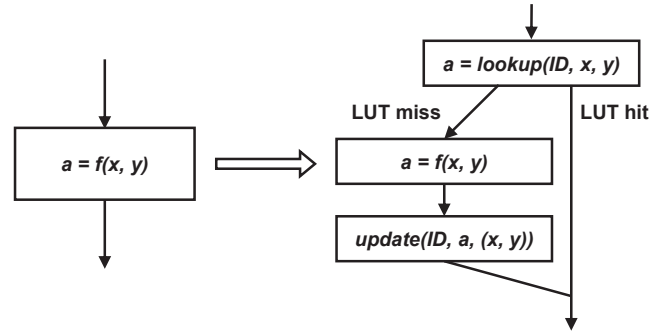 a = lookup(ID, x, y)
LUT miss
LUT hit
a = f(x, y)
a = f(x, y)
update(ID, a, (x, y))